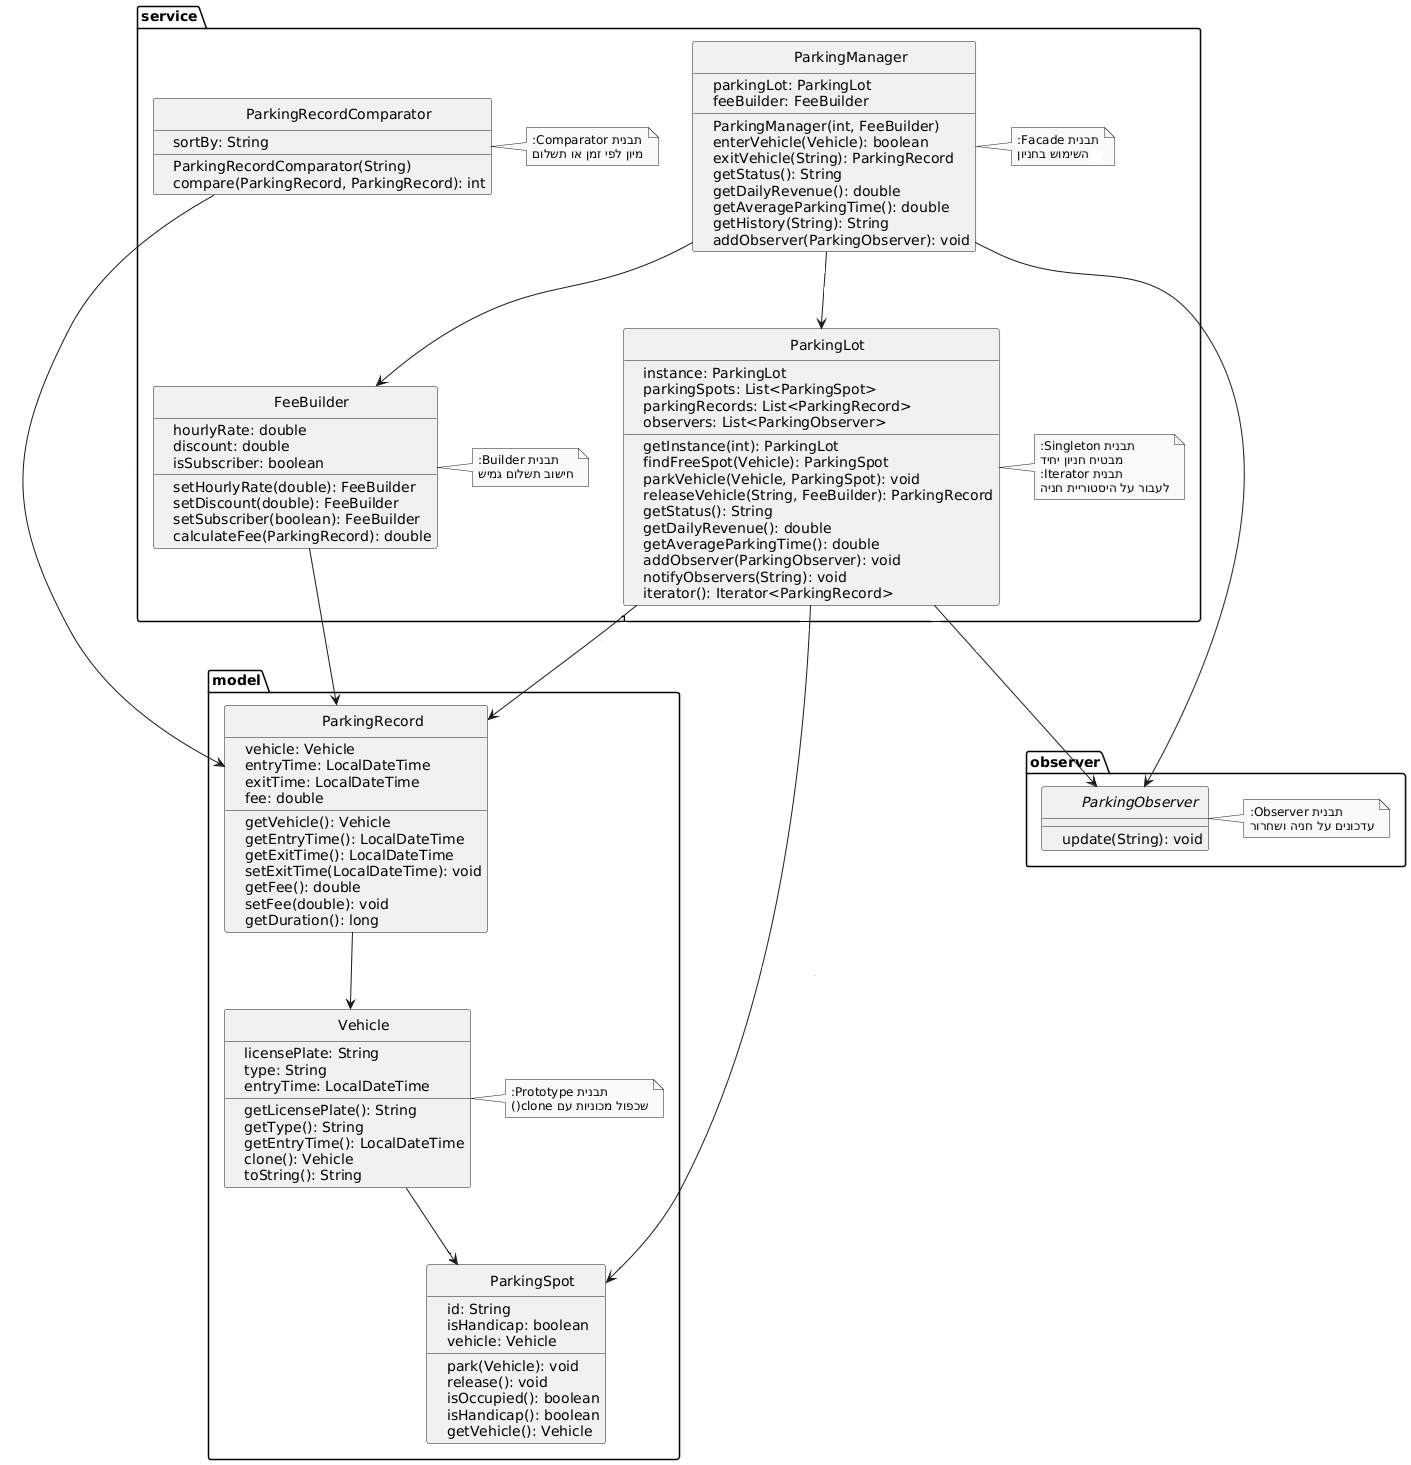 service
ParkingManager
parkingLot: ParkingLot
feeBuilder: FeeBuilder
ParkingManager(int, FeeBuilder)
enterVehicle(Vehicle): boolean
exitVehicle(String): ParkingRecord
getStatus(): String
getDailyRevenue(): double
getAverageParkingTime(): double
getHistory(String): String
addObserver(ParkingObserver): void
תבנית Facade:
השימוש בחניון
ParkingRecordComparator
sortBy: String
ParkingRecordComparator(String)
compare(ParkingRecord, ParkingRecord): int
תבנית Comparator:
מיון לפי זמן או תשלום
FeeBuilder
hourlyRate: double
discount: double
isSubscriber: boolean
setHourlyRate(double): FeeBuilder
setDiscount(double): FeeBuilder
setSubscriber(boolean): FeeBuilder
calculateFee(ParkingRecord): double
תבנית Builder:
חישוב תשלום גמיש
ParkingLot
instance: ParkingLot
parkingSpots: List<ParkingSpot>
parkingRecords: List<ParkingRecord>
observers: List<ParkingObserver>
getInstance(int): ParkingLot
findFreeSpot(Vehicle): ParkingSpot
parkVehicle(Vehicle, ParkingSpot): void
releaseVehicle(String, FeeBuilder): ParkingRecord
getStatus(): String
getDailyRevenue(): double
getAverageParkingTime(): double
addObserver(ParkingObserver): void
notifyObservers(String): void
iterator(): Iterator<ParkingRecord>
תבנית Singleton:
מבטיח חניון יחיד
תבנית Iterator:
לעבור על היסטוריית חניה
model
ParkingRecord
vehicle: Vehicle
entryTime: LocalDateTime
exitTime: LocalDateTime
fee: double
getVehicle(): Vehicle
getEntryTime(): LocalDateTime
getExitTime(): LocalDateTime
setExitTime(LocalDateTime): void
getFee(): double
setFee(double): void
getDuration(): long
observer
ParkingObserver
update(String): void
תבנית Observer:
עדכונים על חניה ושחרור
Vehicle
licensePlate: String
type: String
entryTime: LocalDateTime
getLicensePlate(): String
getType(): String
getEntryTime(): LocalDateTime
clone(): Vehicle
toString(): String
תבנית Prototype:
שכפול מכוניות עם clone()
ParkingSpot
id: String
isHandicap: boolean
vehicle: Vehicle
park(Vehicle): void
release(): void
isOccupied(): boolean
isHandicap(): boolean
getVehicle(): Vehicle